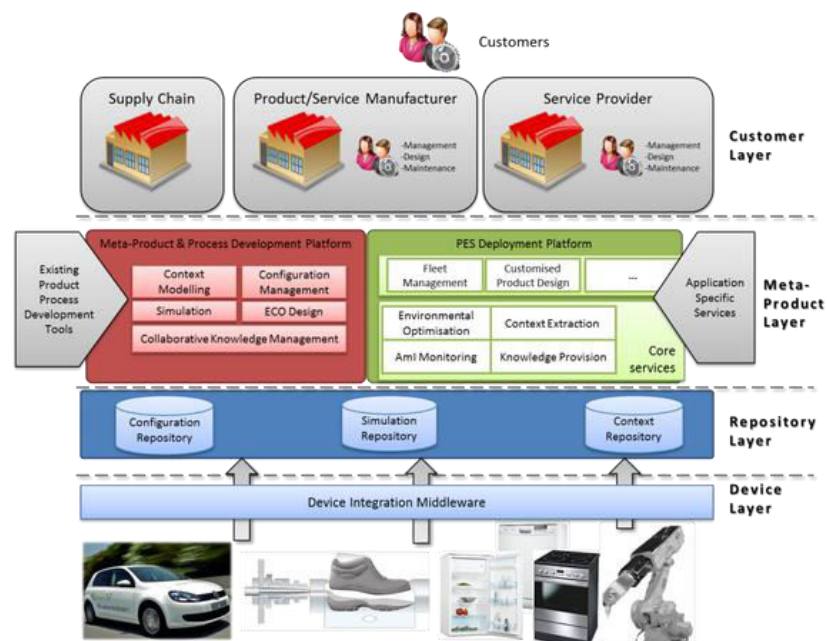 Customers
Supply Chain
Product/Service Manufacturer
-Management
-Design
-Maintenance
Service Provider
-Management
-Design
-Maintenance
Customer
Layer
Existing
Product
Process
Development
Tools
Meta-Product & Process Development Platform
Context
Modelling
Configuration
Management
Simulation
ECO Design
Collaborative Knowledge Management
PES Deployment Platform
Fleet
Management
Customised
Product Design
...
Environmental
Optimisation
Context Extraction
AmI Monitoring
Knowledge Provision
Core
services
Application
Specific
Services
Meta-
Product
Layer
Configuration
Repository
Simulation
Repository
Context
Repository
Repository
Layer
Device Integration Middleware
Device
Layer